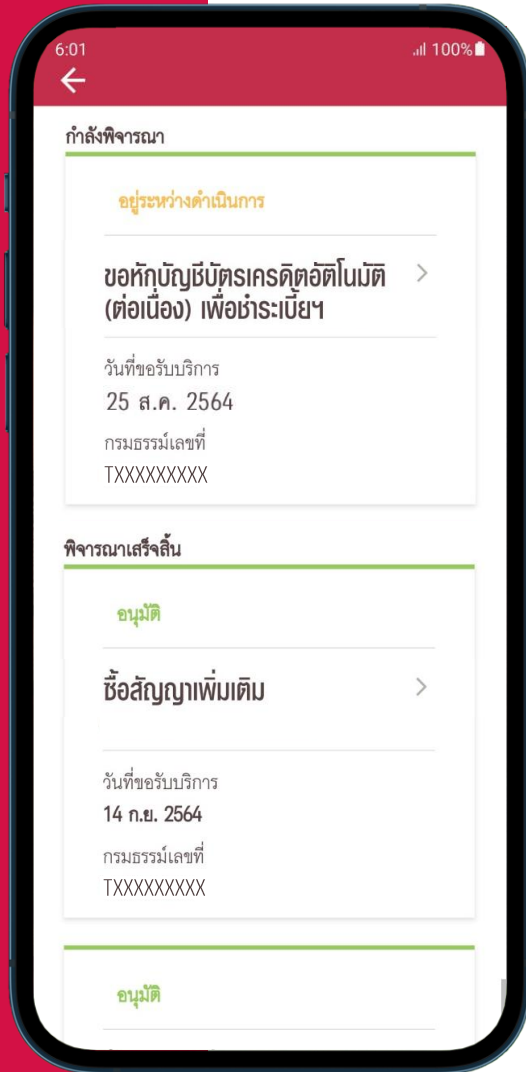 6:01 100%
กำลังพิจารณา
อยู่ระหว่างดำเนินการ
ขอหักบัญชีบัตรเครดิตอัติโนมัติ
(ต่อเนื่อง) เพื่อชำระเบี้ยฯ
วันที่ขอรับบริการ
25 ส.ค. 2564
กรมธรรม์เลขที่
TXXXXXXXXX
พิจารณาเสร็จสิ้น
อนุมัติ
ซื้อสัญญาเพิ่มเติม
วันที่ขอรับบริการ
14 ก.ย. 2564
กรมธรรม์เลขที่
TXXXXXXXXX
อนุมัติ